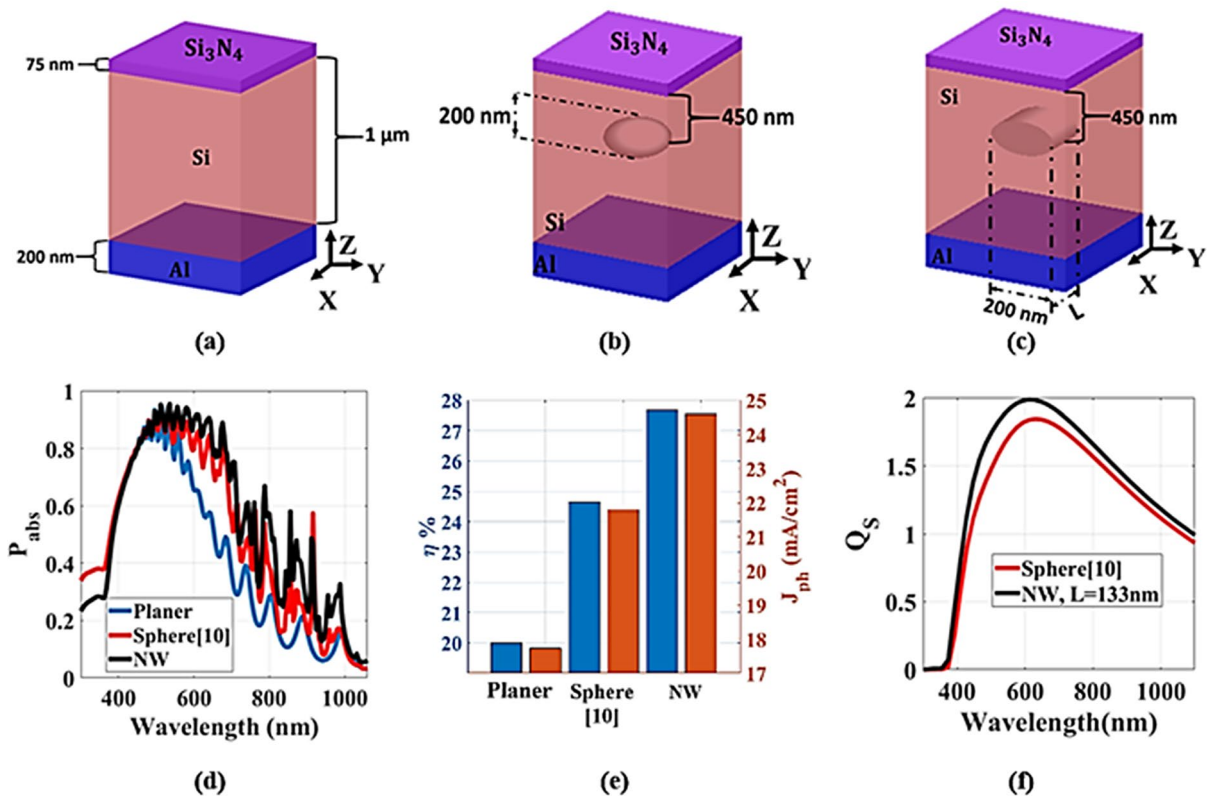 Si₃N₄
75 nm
1 µm
Si
200 nm
Al
Z
Y
X
(a)
Si₃N₄
200 nm
450 nm
Si
Al
Z
Y
X
(b)
Si₃N₄
Si
450 nm
Al
Z
Y
X
200 nm
L
(c)
1
0.8
0.6
0.4
0.2
0
P_abs
Planer
Sphere[10]
NW
400 600 800 1000
Wavelength (nm)
(d)
28
27
26
25
24
23
22
21
20
η %
25
24
23
22
21
20
19
18
17
J_ph (mA/cm²)
Planer Sphere NW
[10]
(e)
2
1.5
1
0.5
0
Q_S
Sphere[10]
NW, L=133nm
400 600 800 1000
Wavelength(nm)
(f)